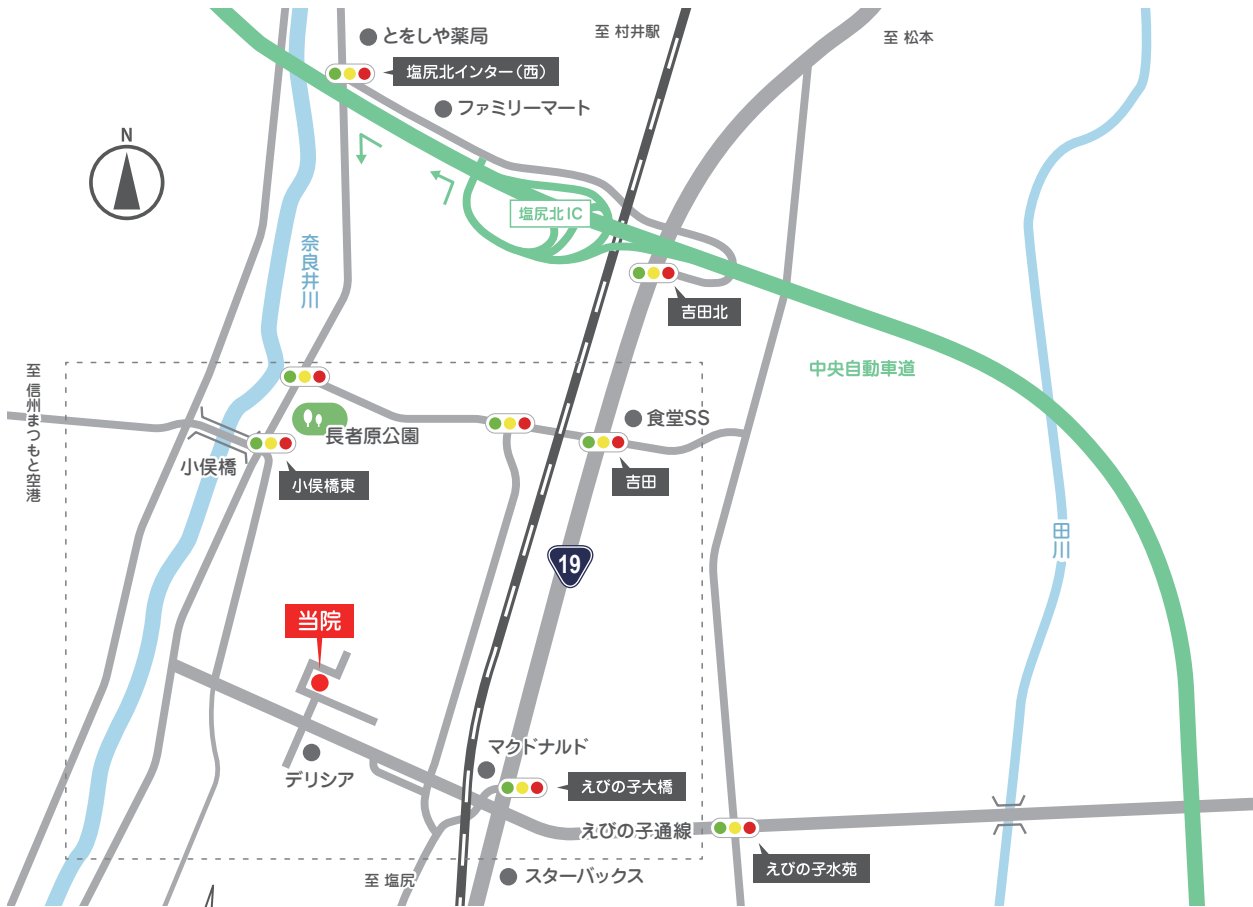 至 村井駅
至 松本
とをしや薬局
塩尻北インター(西)
ファミリーマート
N
塩尻北IC
奈良井川
吉田北
中央自動車道
至 信州まつもと空港
食堂SS
長者原公園
小俣橋
小俣橋東
吉田
19
田川
当院
マクドナルド
デリシア
えびの子大橋
えびの子通線
えびの子水苑
至 塩尻
スターバックス